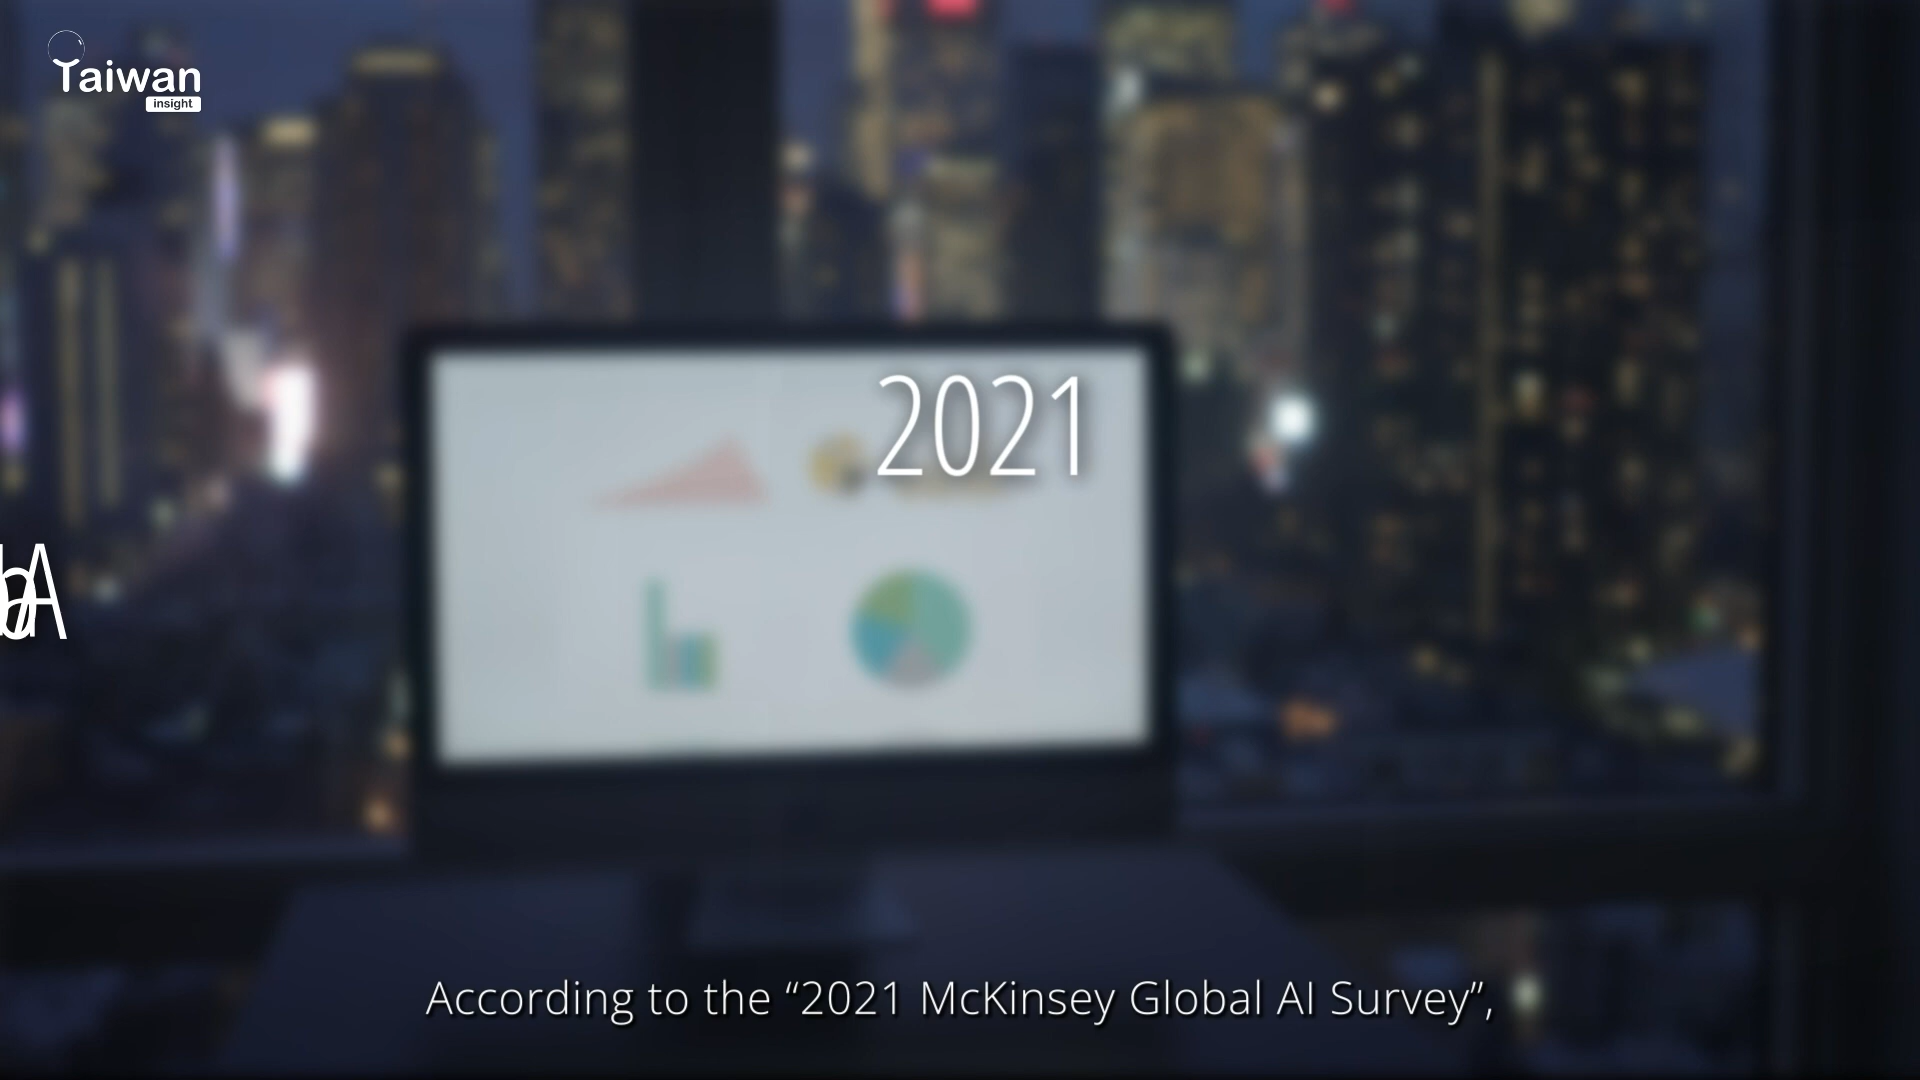 Taiwan
insight
2021
According to the “2021 McKinsey Global AI Survey”,